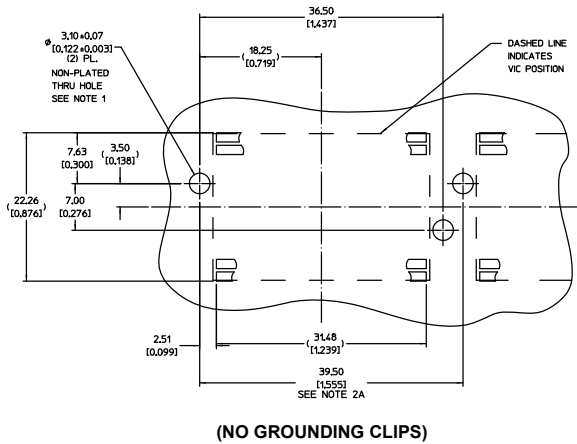 36.50
[1.437]
ø 3.10±0.07
[0.122±0.003]
(2) PL.
NON-PLATED
THRU HOLE
SEE NOTE 1
( 18.25 )
[0.719]
DASHED LINE
INDICATES
VIC POSITION
7.63
[0.300]
( 3.50 )
[0.138]
( 22.26 )
[0.876]
7.00
[0.276]
2.51
[0.099]
( 31.48 )
[1.239]
39.50
[1.555]
SEE NOTE 2A
(NO GROUNDING CLIPS)